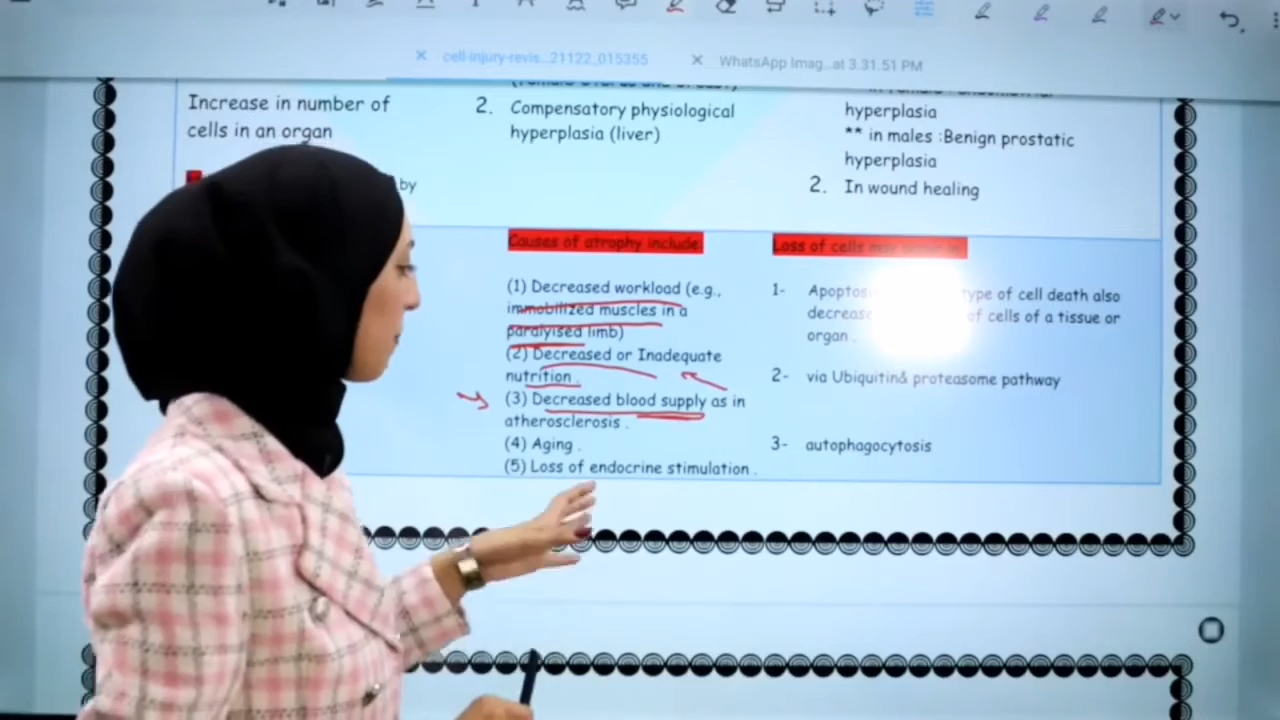 cell-injury-revis...21122_015355
WhatsApp Imag...at 3.31.51 PM
Increase in number of
cells in an organ
by
2. Compensatory physiological
hyperplasia (liver)
hyperplasia
** in males :Benign prostatic
hyperplasia
2. In wound healing
Causes of atrophy include
(1) Decreased workload (e.g.,
immobilized muscles in a
paralyised limb)
(2) Decreased or Inadequate
nutrition .
(3) Decreased blood supply as in
atherosclerosis .
(4) Aging .
(5) Loss of endocrine stimulation .
Loss of cells
1- type of cell death also
of cells of a tissue or
organ .
2- via Ubiquitin& proteasome pathway
3- autophagocytosis